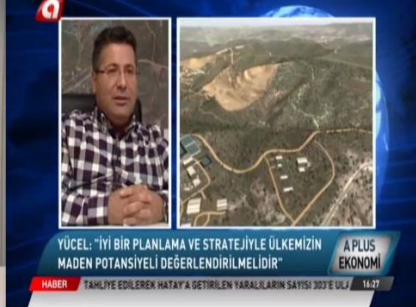 a
YÜCEL: "İYİ BİR PLANLAMA VE STRATEJİYLE ÜLKEMİZİN
MADEN POTANSİYELİ DEĞERLENDİRİLMELİDİR"
A PLUS
EKONOMİ
HABER
TAHLİYE EDİLEREK HATAY'A GETİRİLEN YARALILARIN SAYISI 303'E ULA
16:27